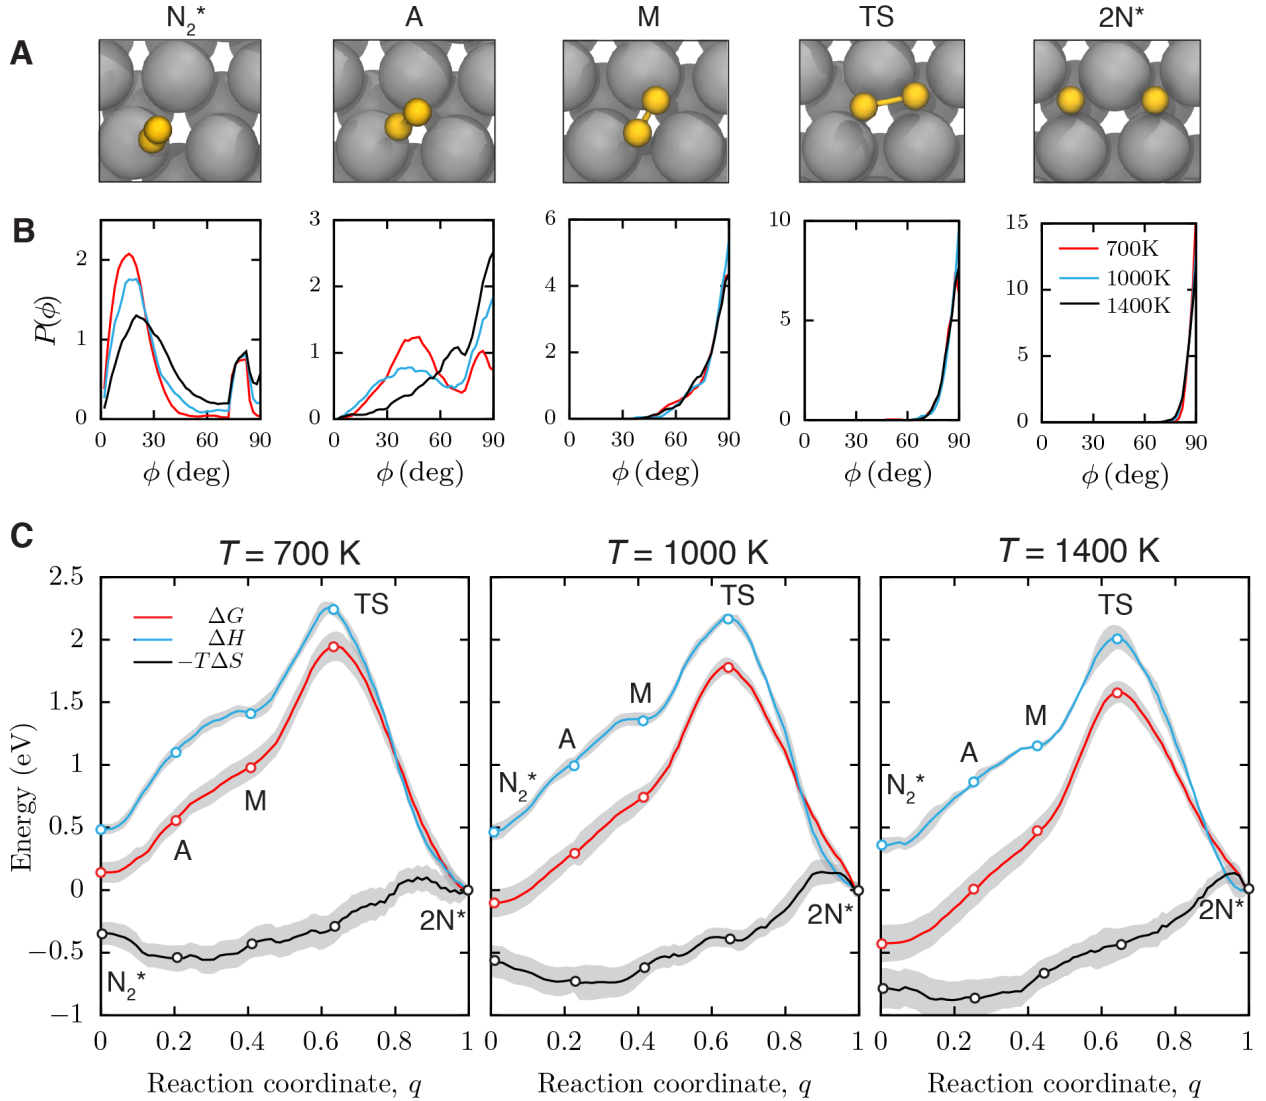 N₂* A M TS 2N*
A
B
P(ϕ)
2
1
0
0 30 60 90
ϕ (deg)
3
2
1
0
0 30 60 90
ϕ (deg)
6
4
2
0
0 30 60 90
ϕ (deg)
10
5
0
0 30 60 90
ϕ (deg)
15
10
5
0
700K
1000K
1400K
0 30 60 90
ϕ (deg)
C
T = 700 K
T = 1000 K
T = 1400 K
Energy (eV)
2.5
2
1.5
1
0.5
0
−0.5
−1
ΔG
ΔH
−TΔS
TS
M
A
2N*
N₂*
0 0.2 0.4 0.6 0.8 1
Reaction coordinate, q
TS
M
A
N₂*
2N*
0 0.2 0.4 0.6 0.8
Reaction coordinate, q
TS
M
A
N₂*
2N*
0 0.2 0.4 0.6 0.8 1
Reaction coordinate, q